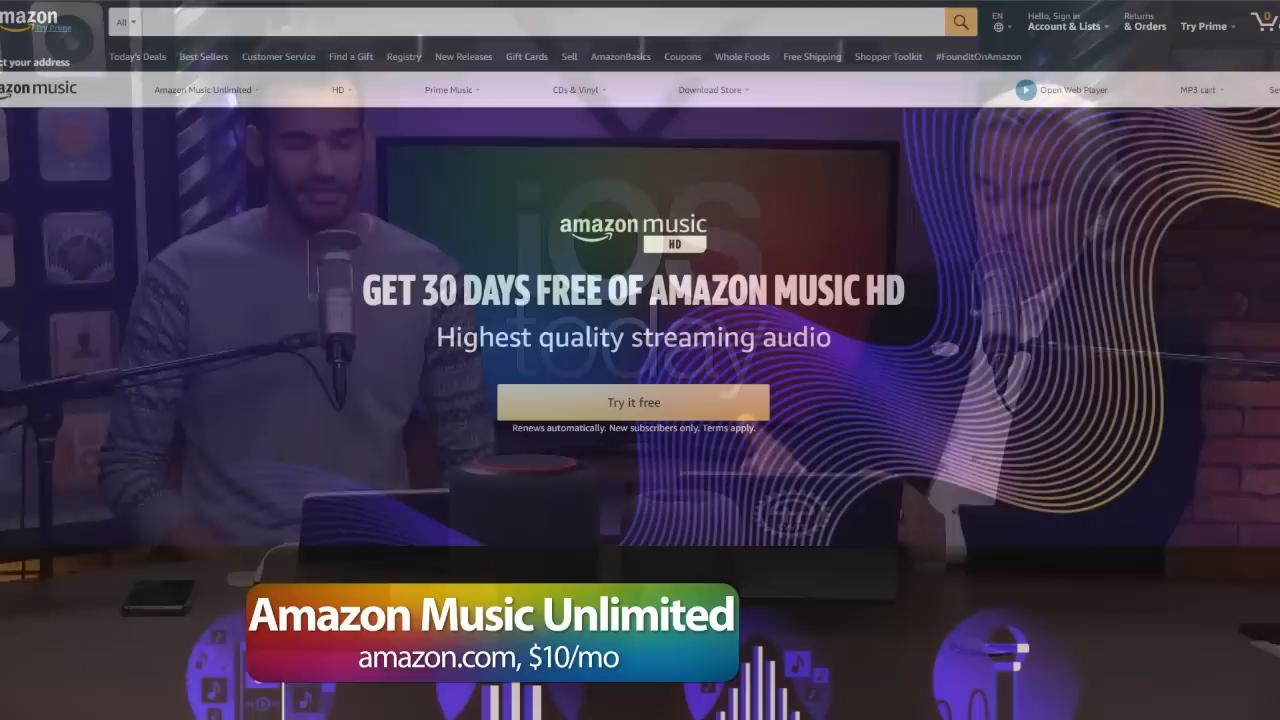 amazon
Try Prime
All
EN
Hello, Sign in
Account & Lists
Returns
& Orders
Try Prime
0
ct your address
Today's Deals
Best Sellers
Customer Service
Find a Gift
Registry
New Releases
Gift Cards
Sell
AmazonBasics
Coupons
Whole Foods
Free Shipping
Shopper Toolkit
#FoundItOnAmazon
azon music
Amazon Music Unlimited
HD
Prime Music
CDs & Vinyl
Download Store
Open Web Player
MP3 cart
Se
iOS
today
amazon music
HD
GET 30 DAYS FREE OF AMAZON MUSIC HD
Highest quality streaming audio
Try it free
Renews automatically. New subscribers only. Terms apply.
Amazon Music Unlimited
amazon.com, $10/mo